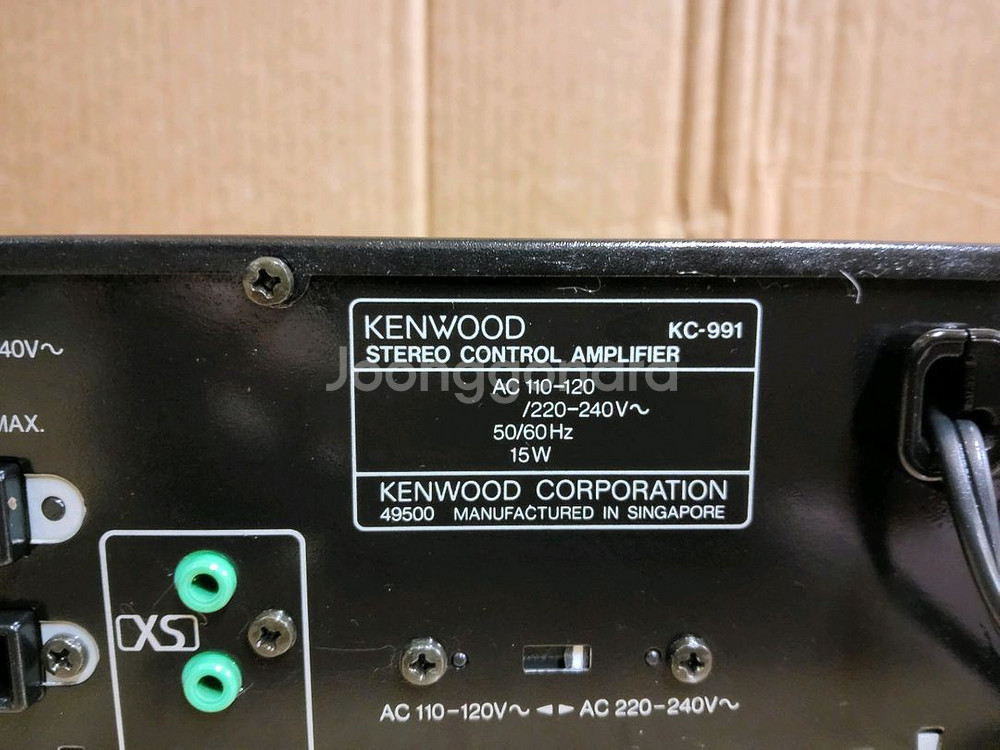 KENWOOD KC-991
STEREO CONTROL AMPLIFIER
Joonggonara
AC 110-120
/220-240V~
50/60Hz
15W
KENWOOD CORPORATION
49500 MANUFACTURED IN SINGAPORE
40V~
MAX.
XS
AC 110-120V~ ◄► AC 220-240V~